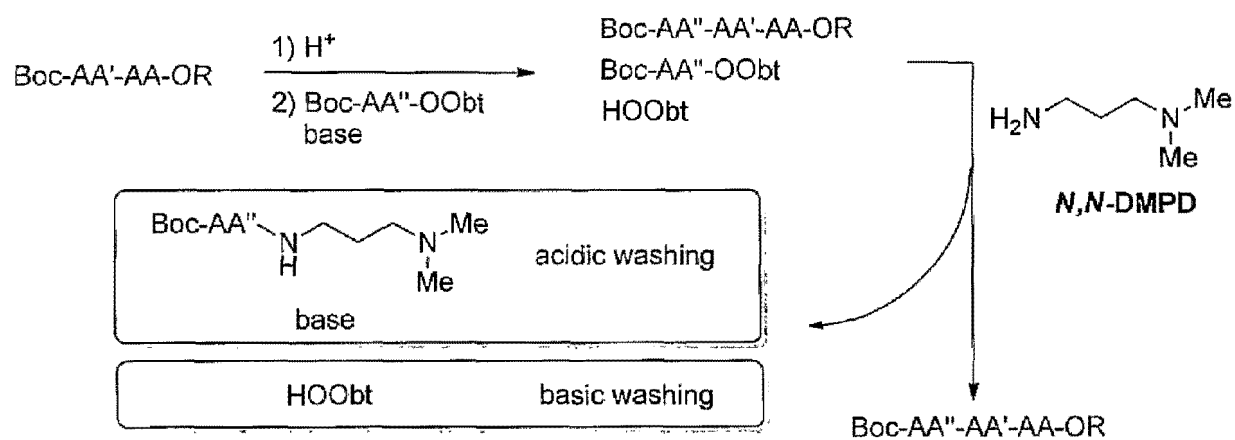 Boc-AA'-AA-OR
1) H⁺
2) Boc-AA"-OObt
base
Boc-AA"-AA'-AA-OR
Boc-AA"-OObt
HOObt
H₂N
N
Me
Me
N,N-DMPD
Boc-AA"
N
H
N
Me
Me
acidic washing
base
HOObt
basic washing
Boc-AA"-AA'-AA-OR